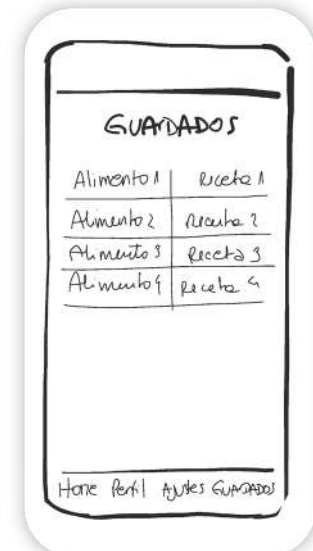 GUARDADOS
Alimento 1 Receta 1
Alimento 2 Receta 2
Alimento 3 Receta 3
Alimento 4 Receta 4
Home Perfil Ajustes GUARDADOS